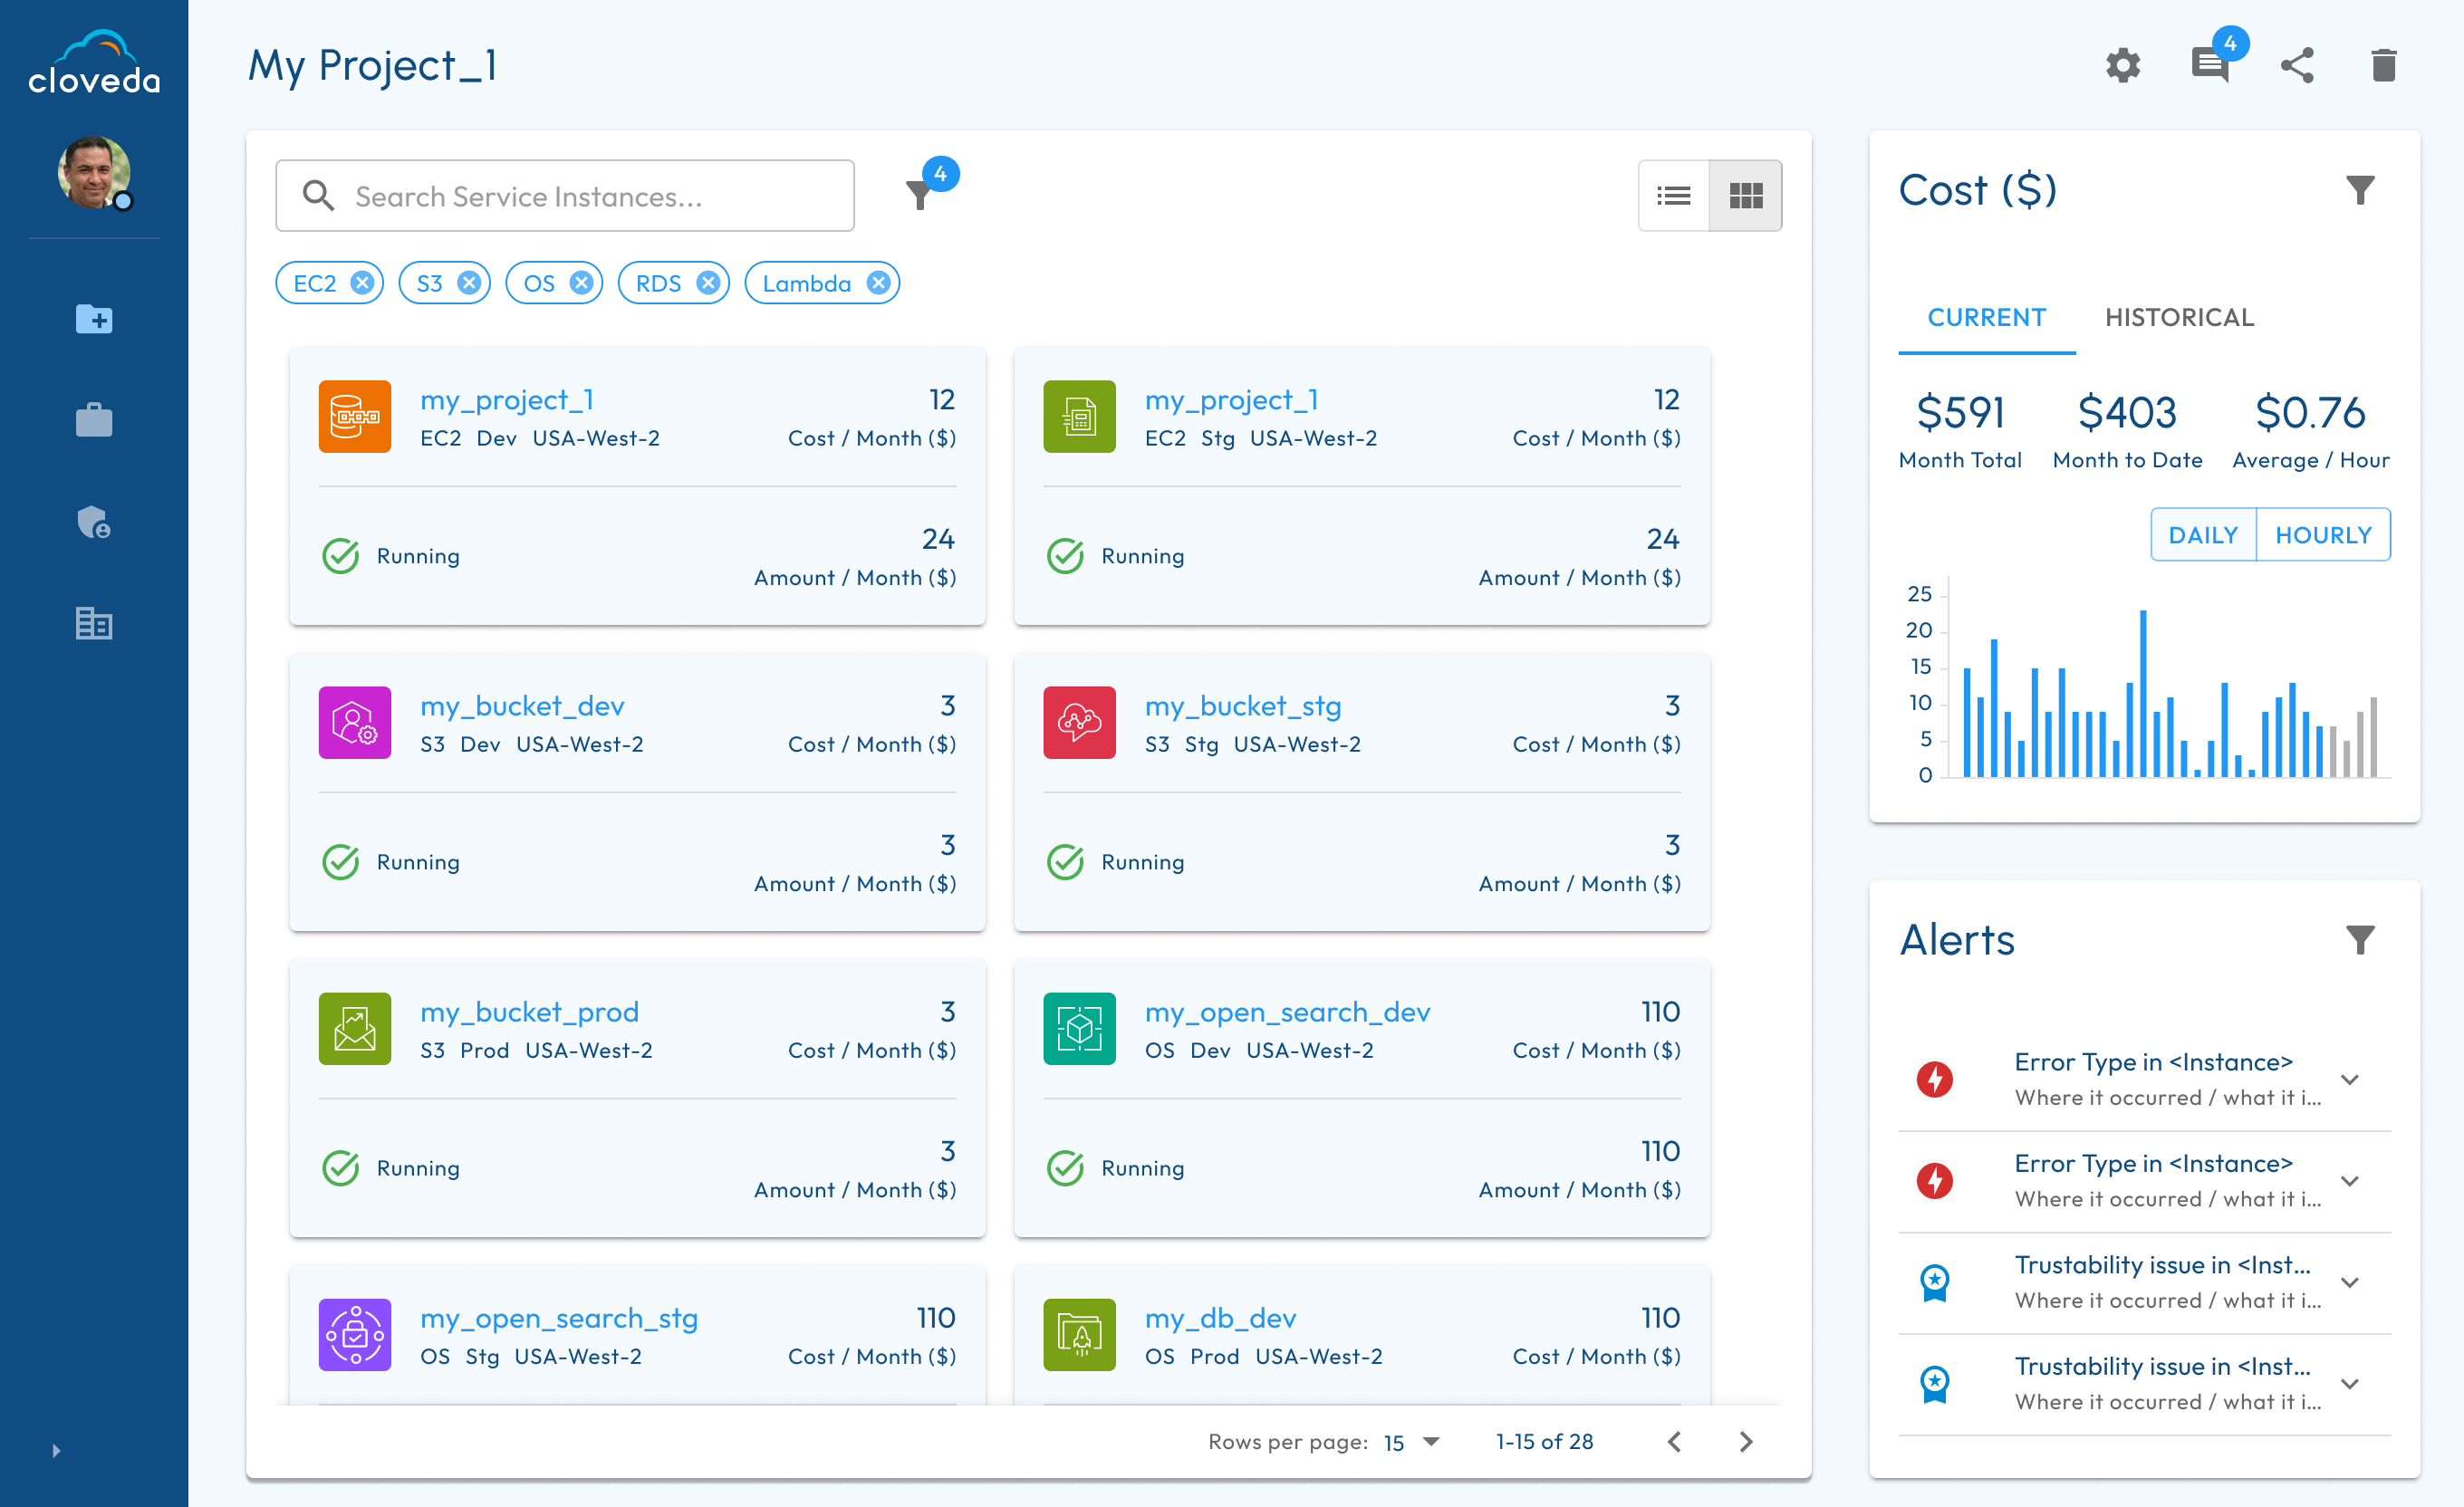 cloveda
My Project_1
4
Search Service Instances...
4
EC2
S3
OS
RDS
Lambda
my_project_1
12
EC2 Dev USA-West-2
Cost / Month ($)
Running
24
Amount / Month ($)
my_project_1
12
EC2 Stg USA-West-2
Cost / Month ($)
Running
24
Amount / Month ($)
my_bucket_dev
3
S3 Dev USA-West-2
Cost / Month ($)
Running
3
Amount / Month ($)
my_bucket_stg
3
S3 Stg USA-West-2
Cost / Month ($)
Running
3
Amount / Month ($)
my_bucket_prod
3
S3 Prod USA-West-2
Cost / Month ($)
Running
3
Amount / Month ($)
my_open_search_dev
110
OS Dev USA-West-2
Cost / Month ($)
Running
110
Amount / Month ($)
my_open_search_stg
110
OS Stg USA-West-2
Cost / Month ($)
my_db_dev
110
OS Prod USA-West-2
Cost / Month ($)
Rows per page: 15
1-15 of 28
Cost ($)
CURRENT
HISTORICAL
$591
Month Total
$403
Month to Date
$0.76
Average / Hour
DAILY
HOURLY
25
20
15
10
5
0
Alerts
Error Type in <Instance>
Where it occurred / what it i...
Error Type in <Instance>
Where it occurred / what it i...
Trustability issue in <Inst...
Where it occurred / what it i...
Trustability issue in <Inst...
Where it occurred / what it i...